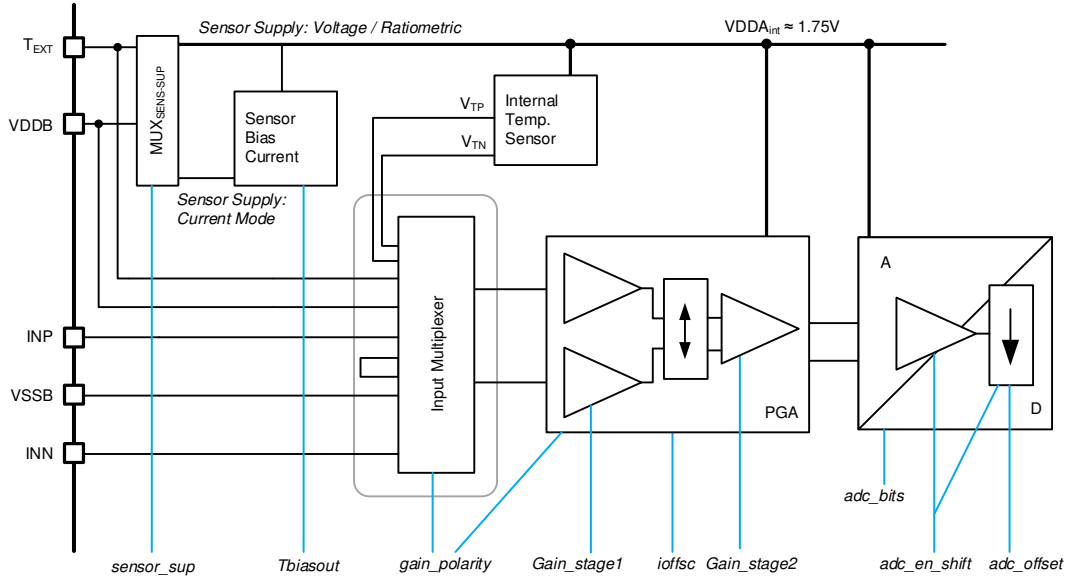 Sensor Supply: Voltage / Ratiometric
VDDAint ≈ 1.75V
TEXT
VDDB
MUXSENS-SUP
Sensor
Bias
Current
VTP
VTN
Internal
Temp.
Sensor
Sensor Supply:
Current Mode
INP
VSSB
INN
Input Multiplexer
PGA
A
D
adc_bits
sensor_sup
Tbiasout
gain_polarity
Gain_stage1
ioffsc
Gain_stage2
adc_en_shift
adc_offset